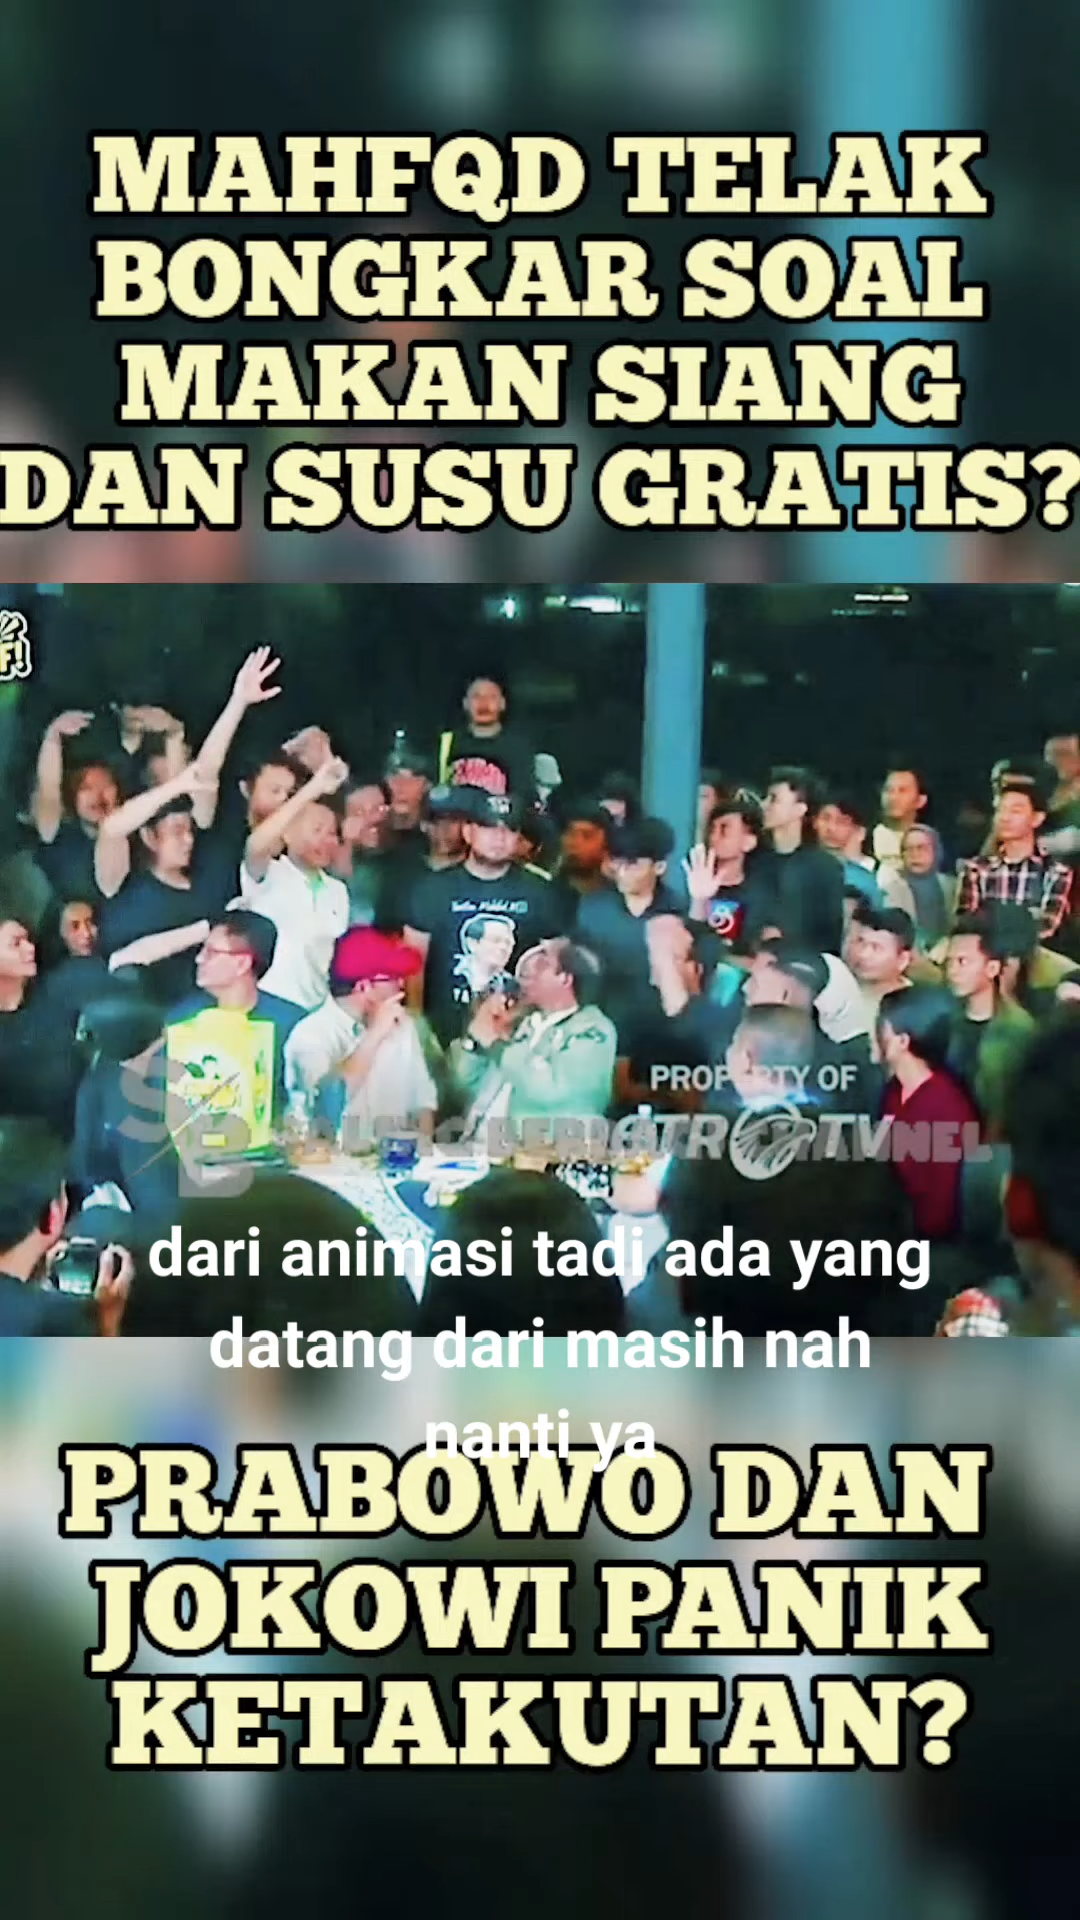 MAHFQD TELAK
BONGKAR SOAL
MAKAN SIANG
DAN SUSU GRATIS?
F!
PROPERTY OF
TVNEL
dari animasi tadi ada yang
datang dari masih nah
nanti ya
PRABOWO DAN
JOKOWI PANIK
KETAKUTAN?